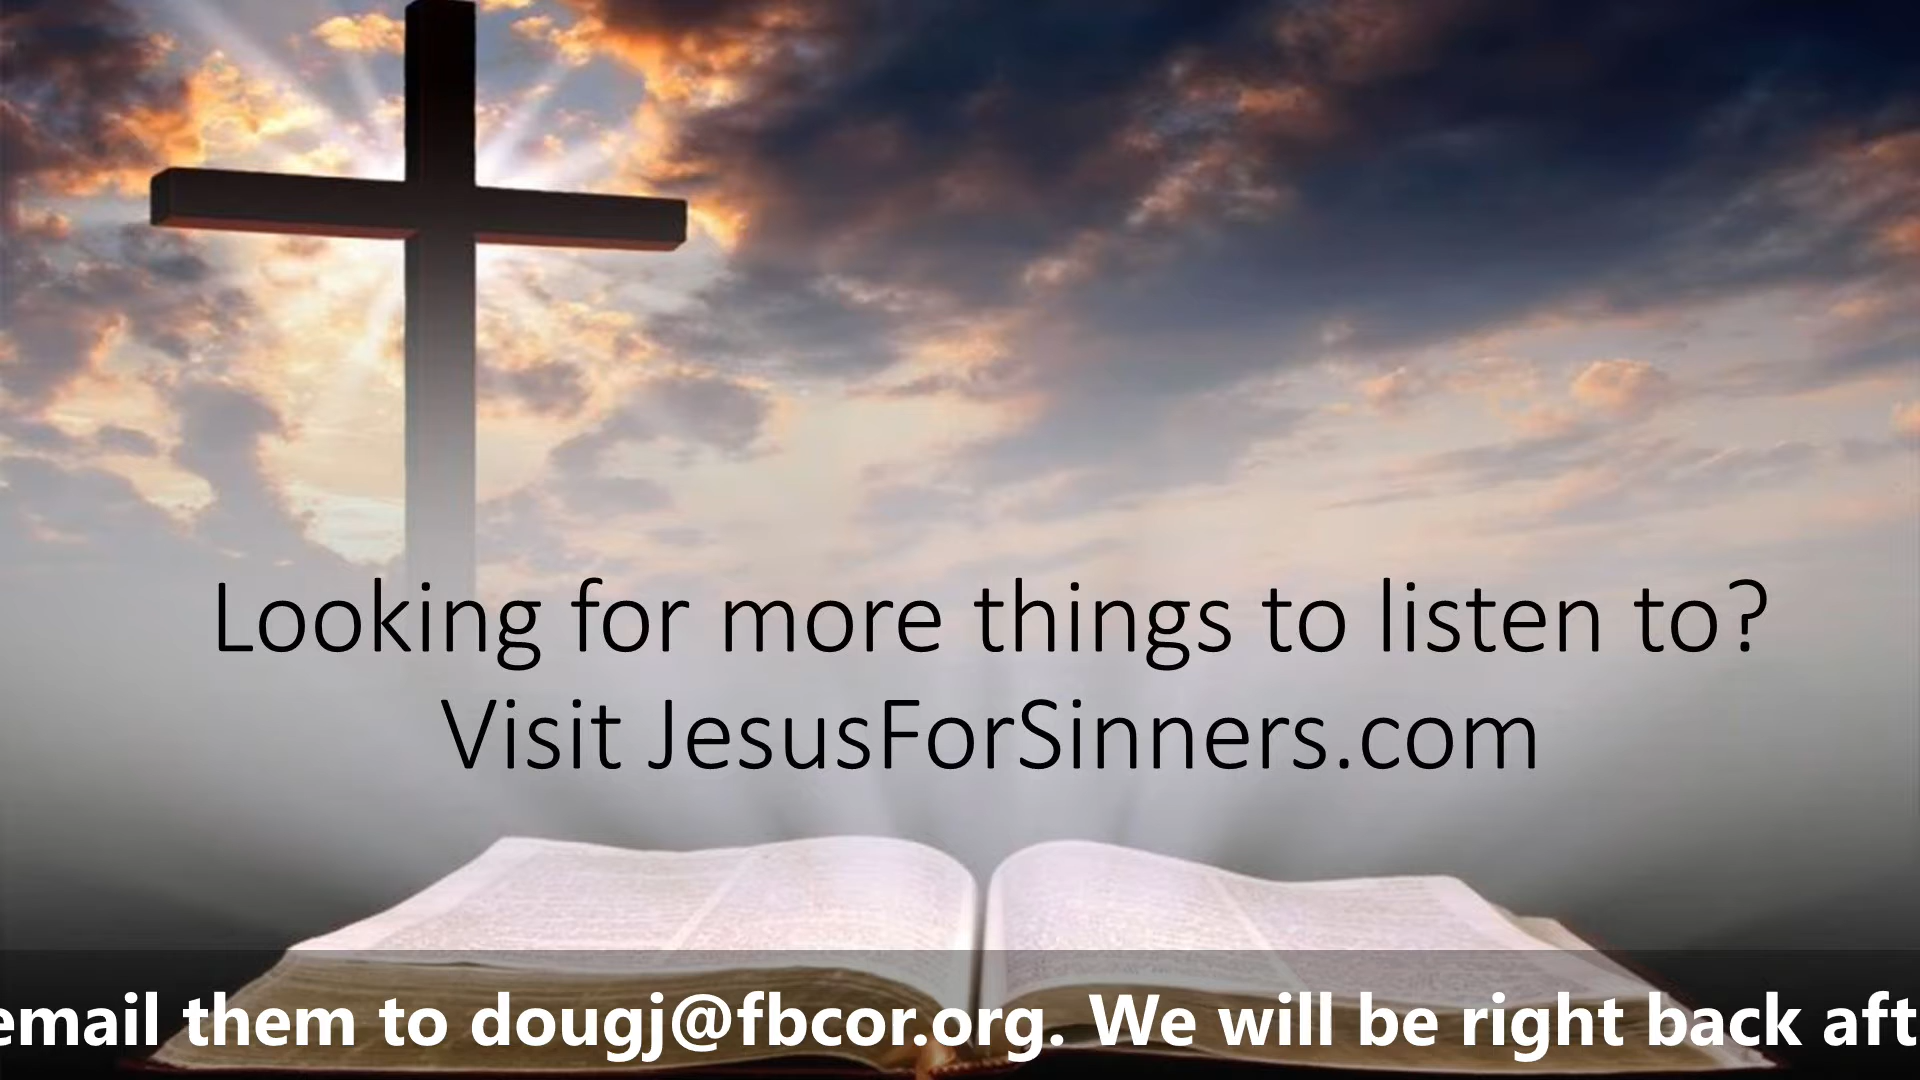 Looking for more things to listen to?
Visit JesusForSinners.com
email them to dougj@fbcor.org. We will be right back aft